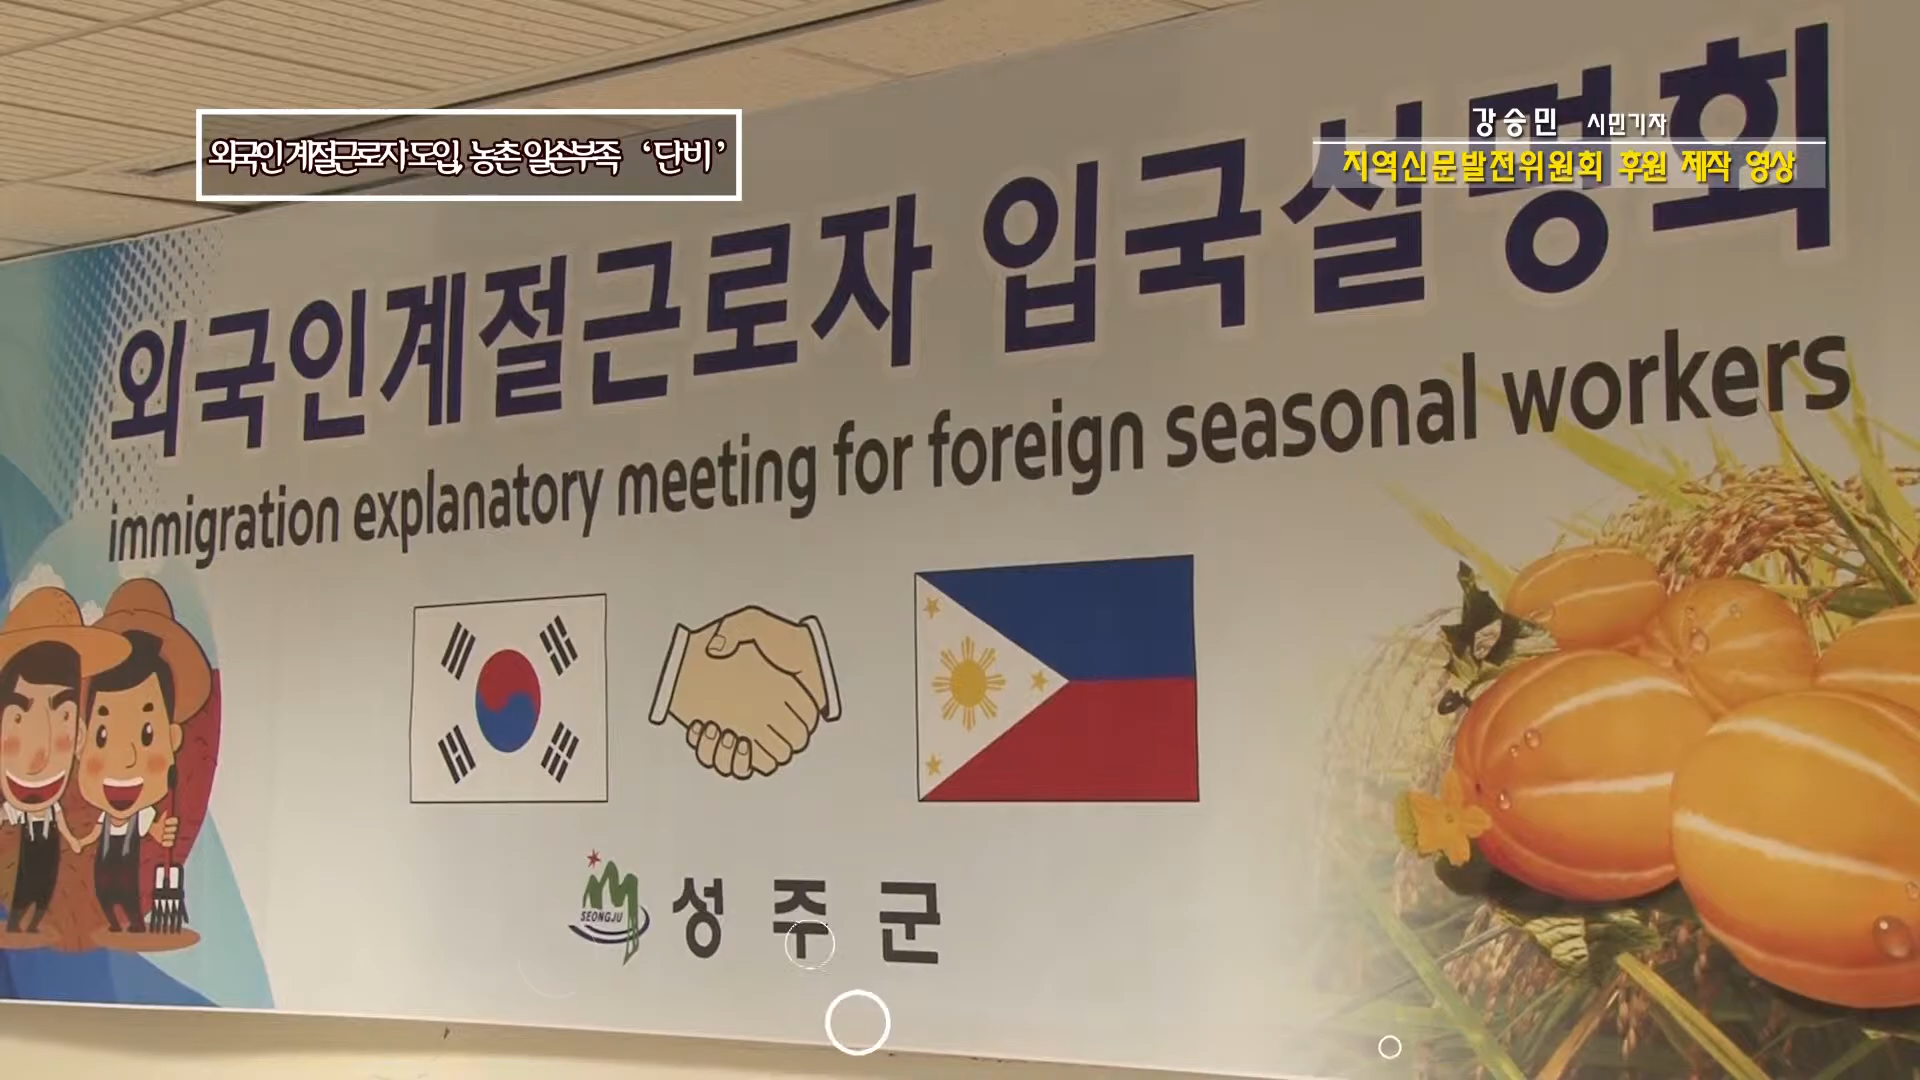 외국인 계절근로자 도입, 농촌 일손부족 ‘단비’
강승민 시민기자
지역신문발전위원회 후원 제작 영상
외국인계절근로자 입국설명회
immigration explanatory meeting for foreign seasonal workers
SEONGJU
성주군